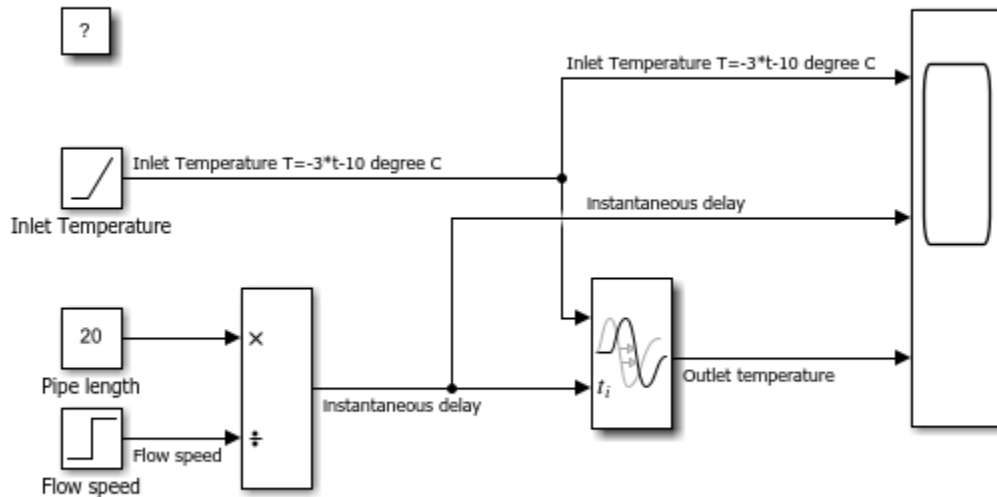 ?
Inlet Temperature T=-3*t-10 degree C
Inlet Temperature T=-3*t-10 degree C
Inlet Temperature
Instantaneous delay
20
×
Pipe length
t_i
Outlet temperature
Instantaneous delay
÷
Flow speed
Flow speed